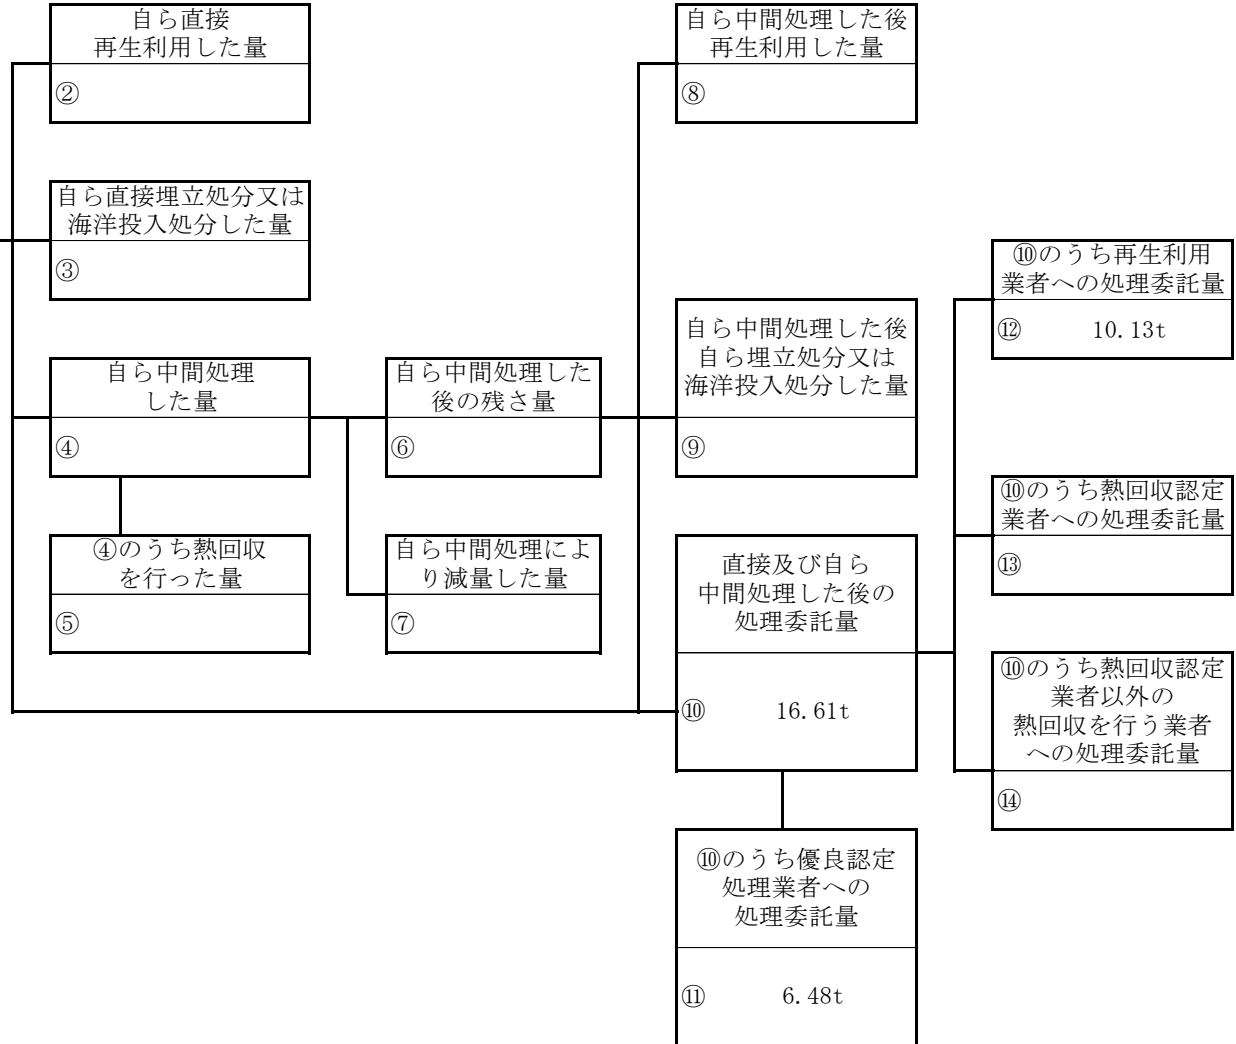 自ら直接
再生利用した量
②
自ら直接埋立処分又は
海洋投入処分した量
③
自ら中間処理
した量
④
④のうち熱回収
を行った量
⑤
自ら中間処理した
後の残さ量
⑥
自ら中間処理によ
り減量した量
⑦
自ら中間処理した後
再生利用した量
⑧
自ら中間処理した後
自ら埋立処分又は
海洋投入処分した量
⑨
直接及び自ら
中間処理した後の
処理委託量
⑩ 16.61t
⑩のうち優良認定
処理業者への
処理委託量
⑪ 6.48t
⑩のうち再生利用
業者への処理委託量
⑫ 10.13t
⑩のうち熱回収認定
業者への処理委託量
⑬
⑩のうち熱回収認定
業者以外の
熱回収を行う業者
への処理委託量
⑭